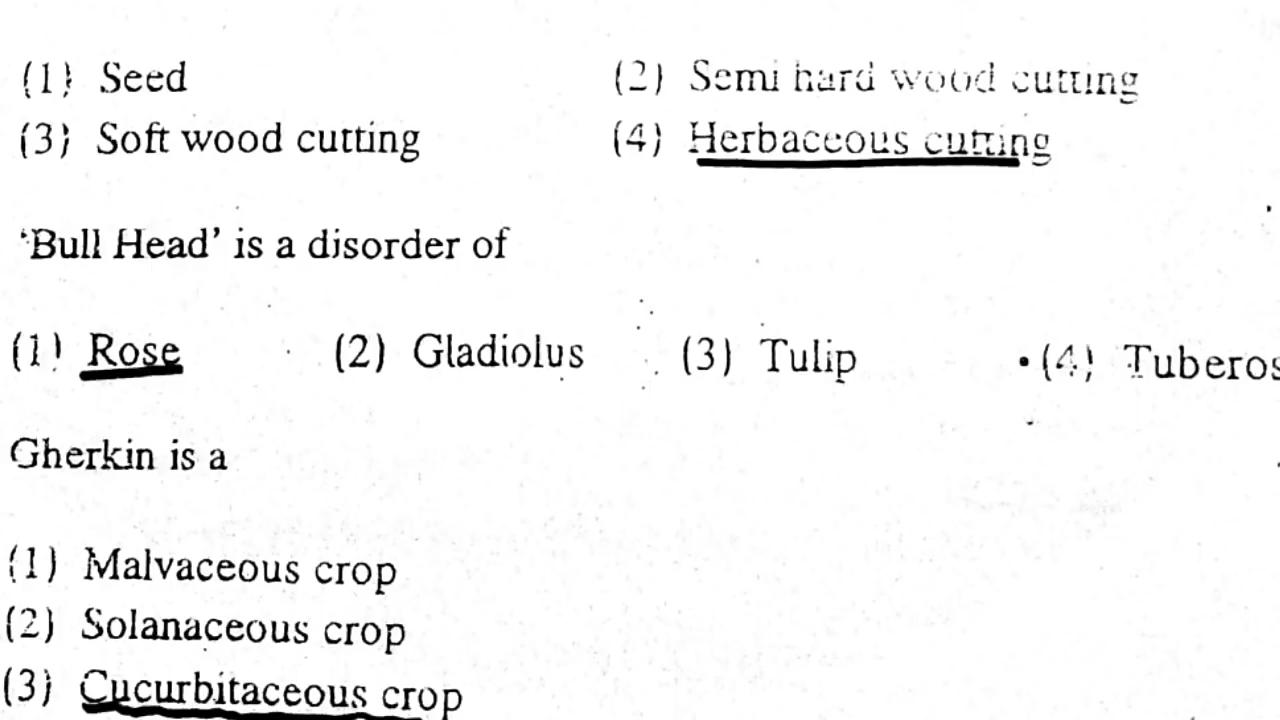 (1) Seed (2) Semi hard wood cutting
(3) Soft wood cutting (4) Herbaceous cutting
'Bull Head' is a disorder of
(1) Rose (2) Gladiolus (3) Tulip (4) Tuberos
Gherkin is a
(1) Malvaceous crop
(2) Solanaceous crop
(3) Cucurbitaceous crop